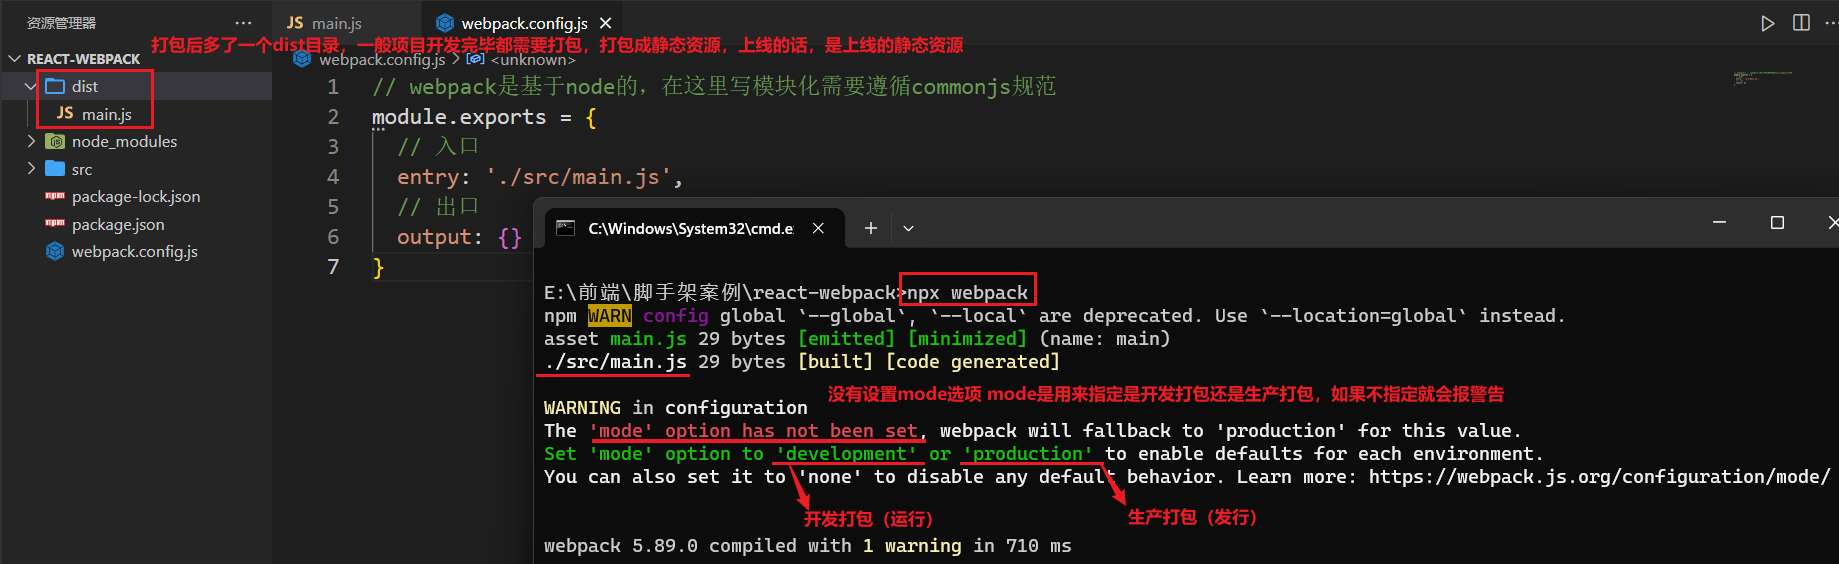 资源管理器
REACT-WEBPACK
dist
JS main.js
node_modules
src
package-lock.json
package.json
webpack.config.js
JS main.js
webpack.config.js
打包后多了一个dist目录，一般项目开发完毕都需要打包，打包成静态资源，上线的话，是上线的静态资源
webpack.config.js > <unknown>
1 // webpack是基于node的，在这里写模块化需要遵循commonjs规范
2 module.exports = {
3 // 入口
4 entry: './src/main.js',
5 // 出口
6 output: {}
7 }
C:\Windows\System32\cmd.e
E:\前端\脚手架案例\react-webpack>npx webpack
npm WARN config global `--global`, `--local` are deprecated. Use `--location=global` instead.
asset main.js 29 bytes [emitted] [minimized] (name: main)
./src/main.js 29 bytes [built] [code generated]
没有设置mode选项 mode是用来指定是开发打包还是生产打包，如果不指定就会报警告
WARNING in configuration
The 'mode' option has not been set, webpack will fallback to 'production' for this value.
Set 'mode' option to 'development' or 'production' to enable defaults for each environment.
You can also set it to 'none' to disable any default behavior. Learn more: https://webpack.js.org/configuration/mode/
开发打包（运行）
生产打包（发行）
webpack 5.89.0 compiled with 1 warning in 710 ms